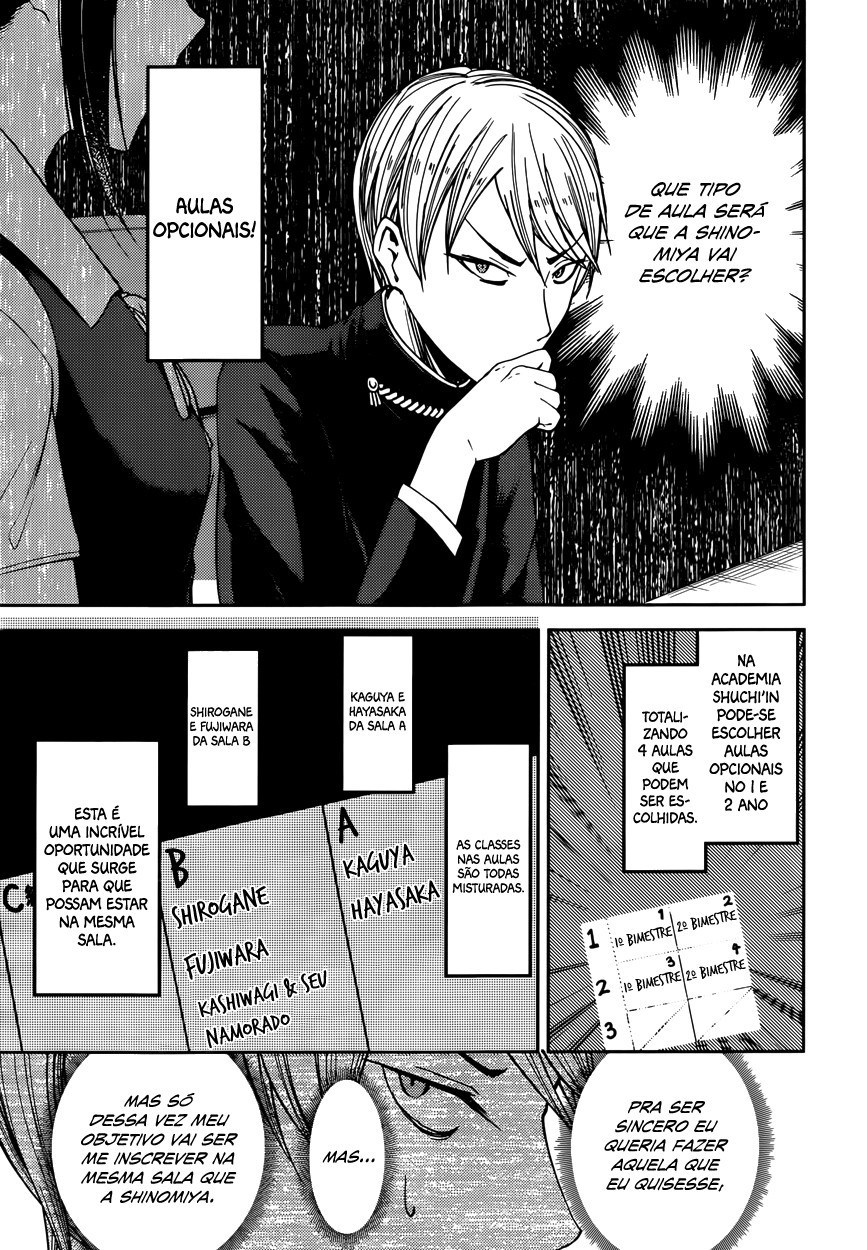 QUE TIPO
DE AULA SERÁ
QUE A SHINO-
MIYA VAI
ESCOLHER?
AULAS
OPCIONAIS!
NA
ACADEMIA
SHUCHI'IN
PODE-SE
ESCOLHER
AULAS
OPCIONAIS
NO 1 E
2 ANO
TOTALI-
ZANDO
4 AULAS
QUE
PODEM
SER ES-
COLHIDAS.
1 2
1 1º BIMESTRE 2º BIMESTRE
3 4
2 1º BIMESTRE 2º BIMESTRE
3
AS CLASSES
NAS AULAS
SÃO TODAS
MISTURADAS.
KAGUYA E
HAYASAKA
DA SALA A
A
KAGUYA
HAYASAKA
SHIROGANE
E FUJIWARA
DA SALA B
B
SHIROGANE
FUJIWARA
KASHIWAGI & SEU
NAMORADO
C
ESTA É
UMA INCRÍVEL
OPORTUNIDADE
QUE SURGE
PARA QUE
POSSAM ESTAR
NA MESMA
SALA.
PRA SER
SINCERO EU
QUERIA FAZER
AQUELA QUE
EU QUISESSE,
MAS...
MAS SÓ
DESSA VEZ MEU
OBJETIVO VAI SER
ME INSCREVER NA
MESMA SALA QUE
A SHINOMIYA.